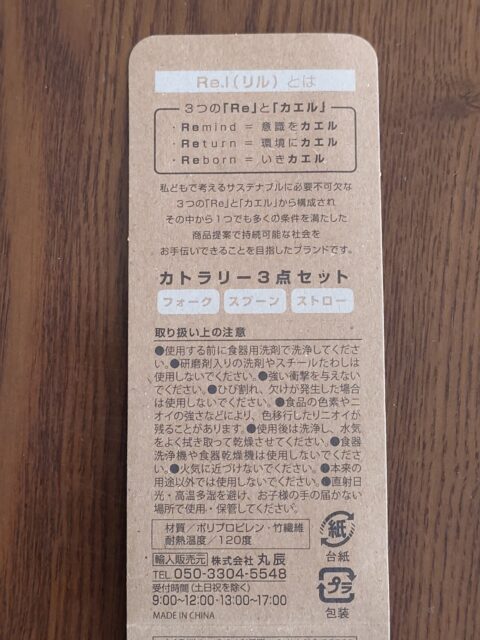 Re.l(リル)とは
3つの「Re」と「カエル」
・Remind = 意識をカエル
・Return = 環境にカエル
・Reborn = いきカエル
私どもで考えるサステナブルに必要不可欠な
3つの「Re」と「カエル」から構成され
その中から1つでも多くの条件を満たした
商品提案で持続可能な社会を
お手伝いできることを目指したブランドです。
カトラリー3点セット
フォーク スプーン ストロー
取り扱い上の注意
●使用する前に食器用洗剤で洗浄してくださ
い。●研磨剤入りの洗剤やスチールたわしは
使用しないでください。●強い衝撃を与えない
でください。●ひび割れ、欠けが発生した場合
は使用しないでください。●食品の色素やニ
オイの強さなどにより、色移行したりニオイが
残ることがあります。●使用後は洗浄し、水気
をよく拭き取って乾燥させてください。●食器
洗浄機や食器乾燥機は使用しないでくださ
い。●火気に近づけないでください。●本来の
用途以外では使用しないでください。●直射日
光・高温多湿を避け、お子様の手の届かない
場所で使用・保管してください。
材質/ポリプロピレン・竹繊維
耐熱温度/120度
輸入販売元 株式会社 丸辰
TEL 050-3304-5548
受付時間(土日祝を除く)
9:00~12:00・13:00~17:00
MADE IN CHINA
紙
台紙
プラ
包装